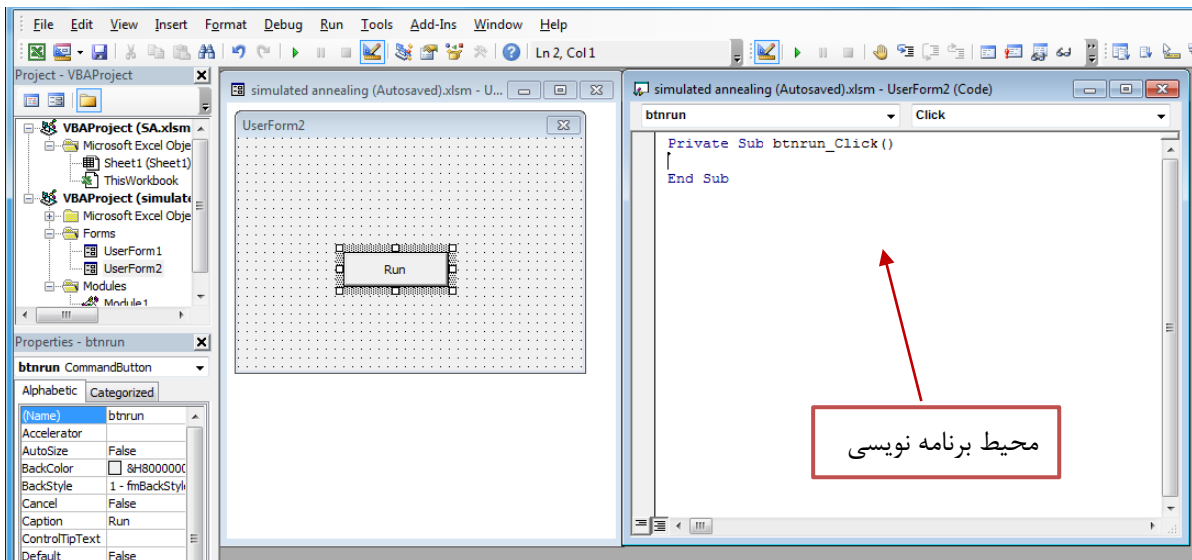 File Edit View Insert Format Debug Run Tools Add-Ins Window Help
Ln 2, Col 1
Project - VBAProject
VBAProject (SA.xlsm
Microsoft Excel Obje
Sheet1 (Sheet1)
ThisWorkbook
VBAProject (simulate
Microsoft Excel Obje
Forms
UserForm1
UserForm2
Modules
Module1
Properties - btnrun
btnrun CommandButton
Alphabetic Categorized
(Name) btnrun
Accelerator
AutoSize False
BackColor &H8000000
BackStyle 1 - fmBackStyl
Cancel False
Caption Run
ControlTipText
Default False
simulated annealing (Autosaved).xlsm - U...
UserForm2
Run
simulated annealing (Autosaved).xlsm - UserForm2 (Code)
btnrun Click
Private Sub btnrun_Click()
End Sub
محیط برنامه نویسی